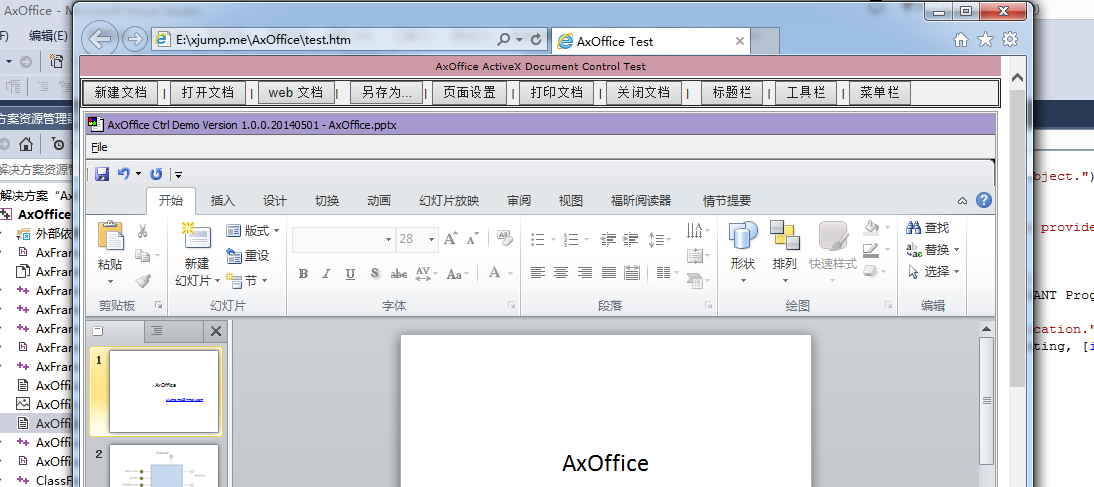 AxOffice - M
F)
编辑(E)
E:\xjump.me\AxOffice\test.htm
AxOffice Test
AxOffice ActiveX Document Control Test
新建文档 | 打开文档 | web 文档 | 另存为... | 页面设置 | 打印文档 | 关闭文档 | 标题栏 | 工具栏 | 菜单栏
AxOffice Ctrl Demo Version 1.0.0.20140501 - AxOffice.pptx
File
开始 插入 设计 切换 动画 幻灯片放映 审阅 视图 福昕阅读器 情节提要
粘贴
剪贴板
新建
幻灯片
版式
重设
节
幻灯片
28
B I U S abc AV Aa A
字体
段落
形状 排列 快速样式
绘图
查找
替换
选择
编辑
1
AxOffice
2
AxOffice
方案资源管理器
解决方案资源管
解决方案 "Ax
AxOffice
外部依
AxFran
AxFran
AxFran
AxFran
AxFran
AxFran
AxFran
AxOffi
AxOffi
AxOffi
AxOffi
AxOffi
ClassF
bject.")
provide
ANT Prog
cation."
ting, [i